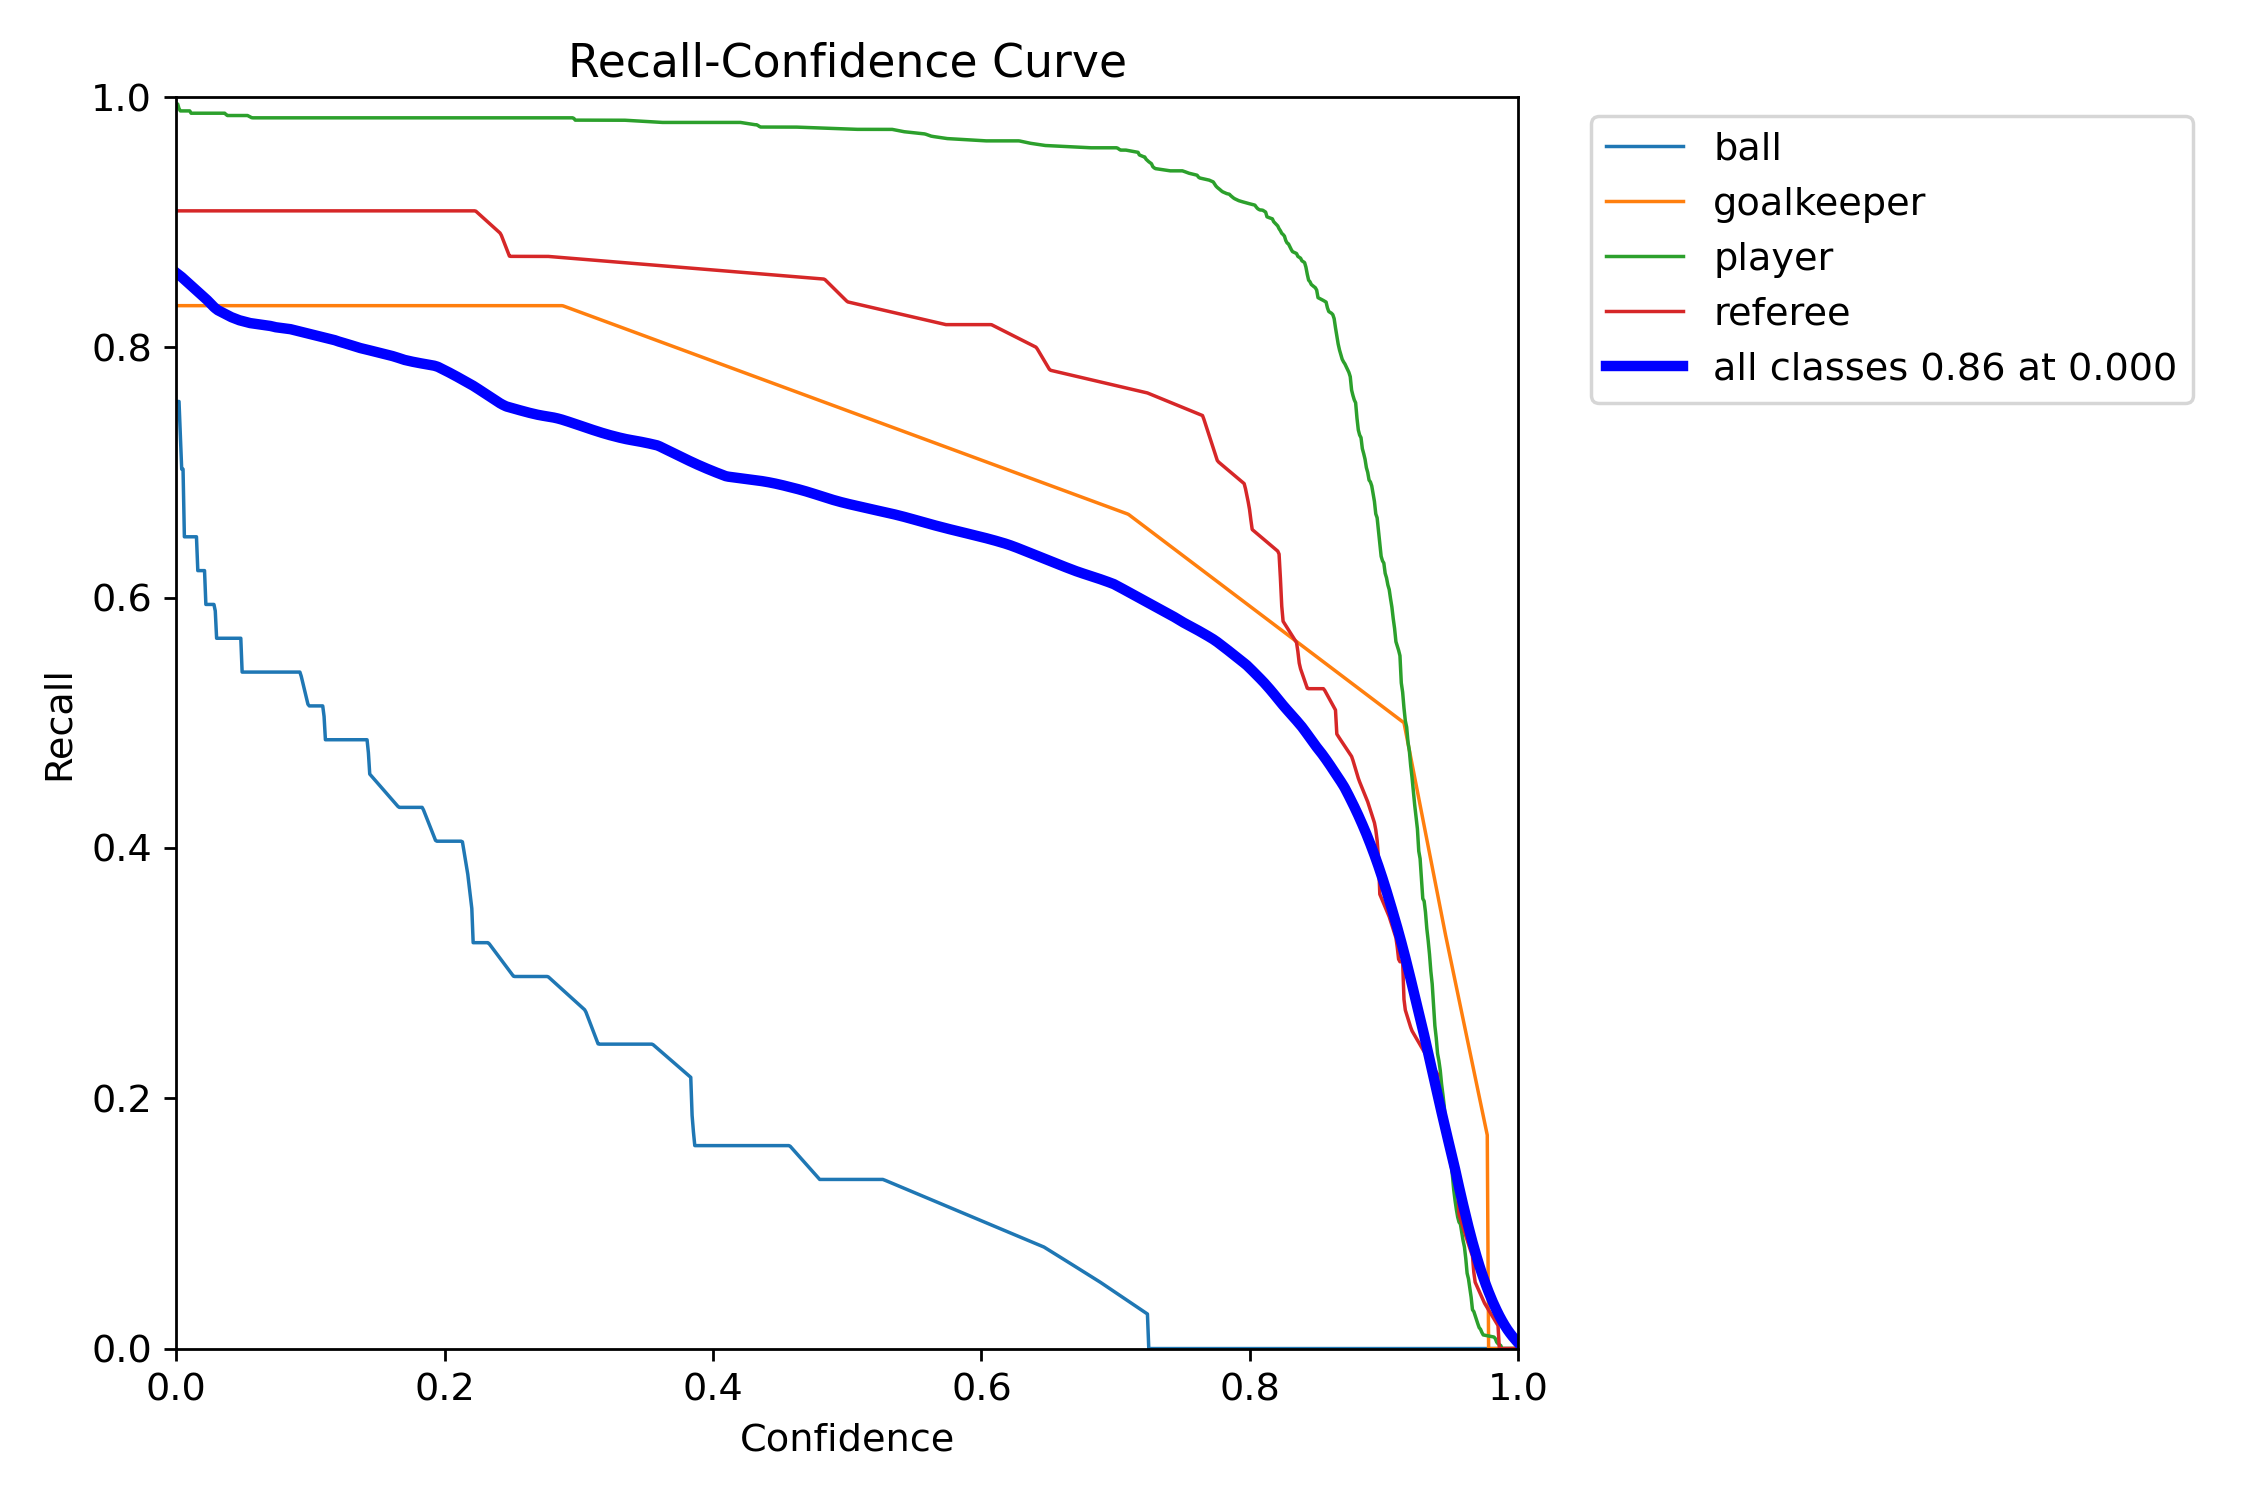 Recall-Confidence Curve
1.0
0.8
0.6
0.4
0.2
0.0
Recall
0.0 0.2 0.4 0.6 0.8 1.0
Confidence
ball
goalkeeper
player
referee
all classes 0.86 at 0.000